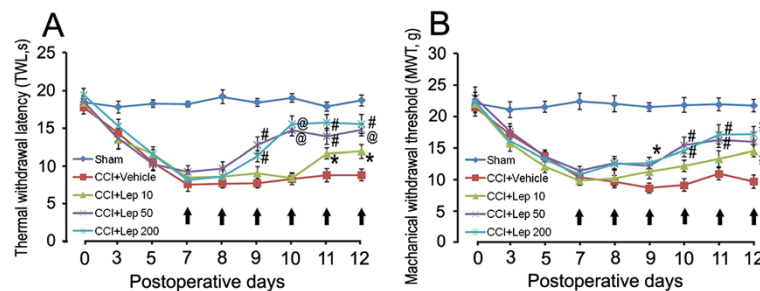 A
Thermal withdrawal latency (TWL,s)
25
20
15
10
5
0
Sham
CCI+Vehicle
CCI+Lep 10
CCI+Lep 50
CCI+Lep 200
#
#
@
@
#
#
*
#
@
*
0 3 5 7 8 9 10 11 12
Postoperative days
B
Machanical withdrawal threshold (MWT, g)
30
25
20
15
10
5
0
Sham
CCI+Vehicle
CCI+Lep 10
CCI+Lep 50
CCI+Lep 200
*
#
#
#
#
0 3 5 7 8 9 10 11 12
Postoperative days